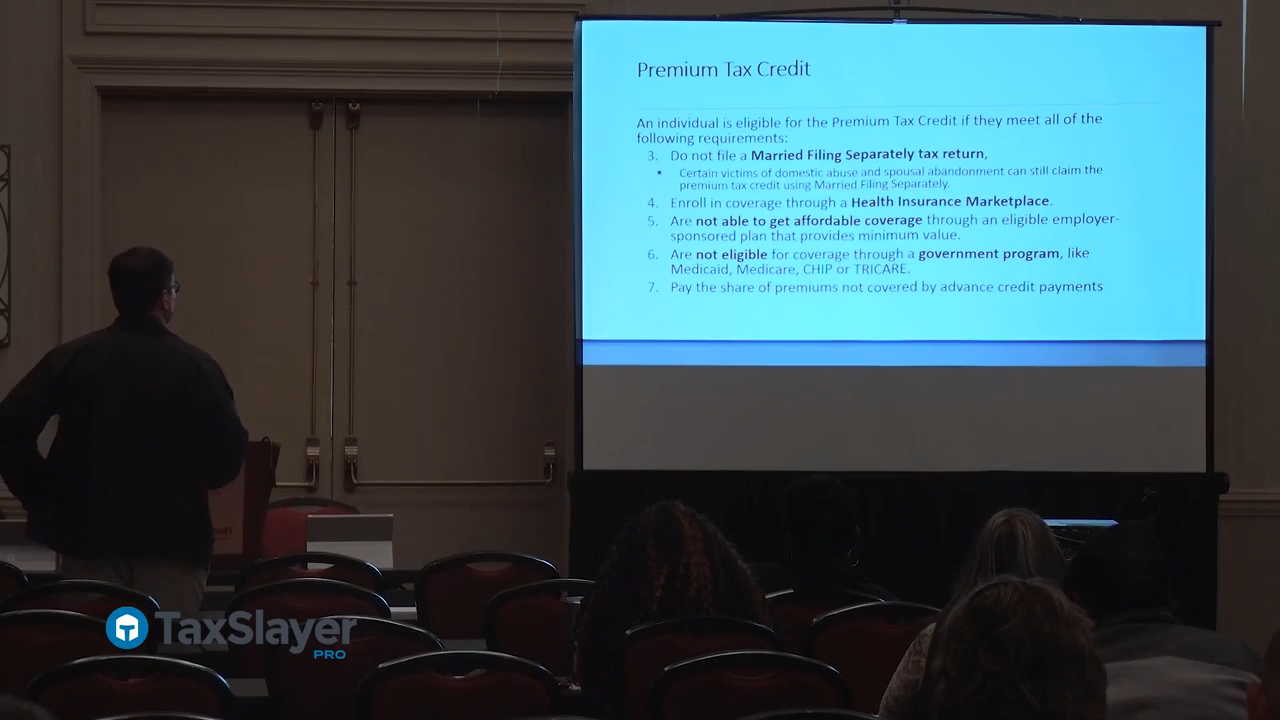 Premium Tax Credit
An individual is eligible for the Premium Tax Credit if they meet all of the
following requirements:
3. Do not file a Married Filing Separately tax return,
▪ Certain victims of domestic abuse and spousal abandonment can still claim the
premium tax credit using Married Filing Separately.
4. Enroll in coverage through a Health Insurance Marketplace.
5. Are not able to get affordable coverage through an eligible employer-
sponsored plan that provides minimum value.
6. Are not eligible for coverage through a government program, like
Medicaid, Medicare, CHIP or TRICARE.
7. Pay the share of premiums not covered by advance credit payments
TaxSlayer
PRO